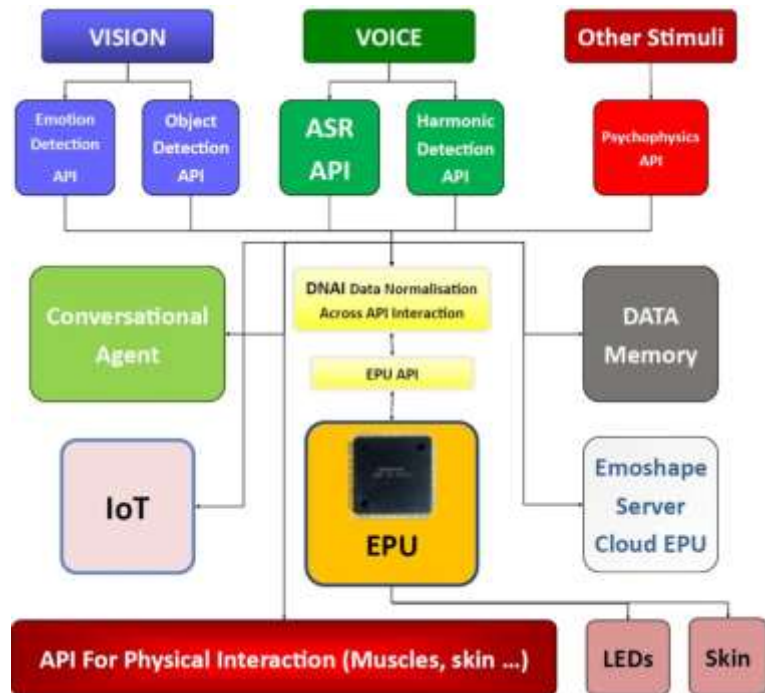 VISION
VOICE
Other Stimuli
Emotion
Detection
API
Object
Detection
API
ASR
API
Harmonic
Detection
API
Psychophysics
API
Conversational
Agent
DNAI Data Normalisation
Across API Interaction
EPU API
DATA
Memory
IoT
EPU
Emoshape
Server
Cloud EPU
API For Physical Interaction (Muscles, skin ...)
LEDs
Skin